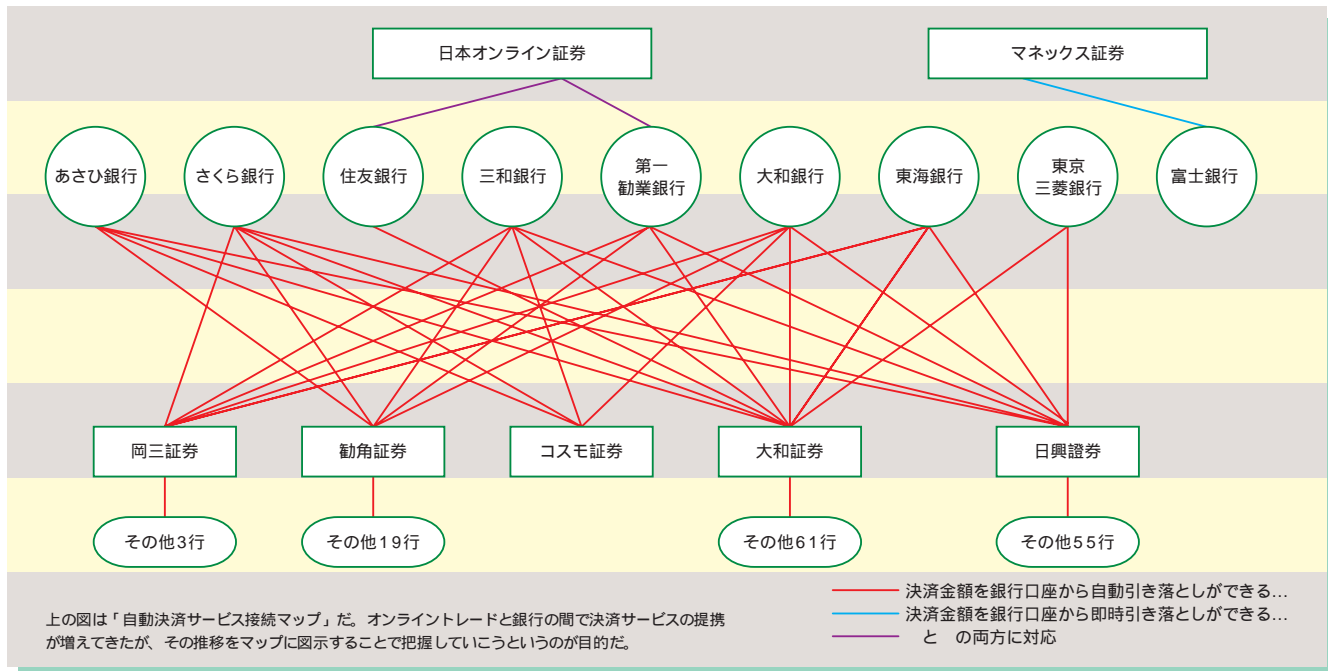 日本オンライン証券
マネックス証券
あさひ銀行
さくら銀行
住友銀行
三和銀行
第一
勧業銀行
大和銀行
東海銀行
東京
三菱銀行
富士銀行
岡三証券
勧角証券
コスモ証券
大和証券
日興證券
その他3行
その他19行
その他61行
その他55行
上の図は「自動決済サービス接続マップ」だ。オンライントレードと銀行の間で決済サービスの提携
が増えてきたが、その推移をマップに図示することで把握していこうというのが目的だ。
決済金額を銀行口座から自動引き落としができる…
決済金額を銀行口座から即時引き落としができる…
と　の両方に対応